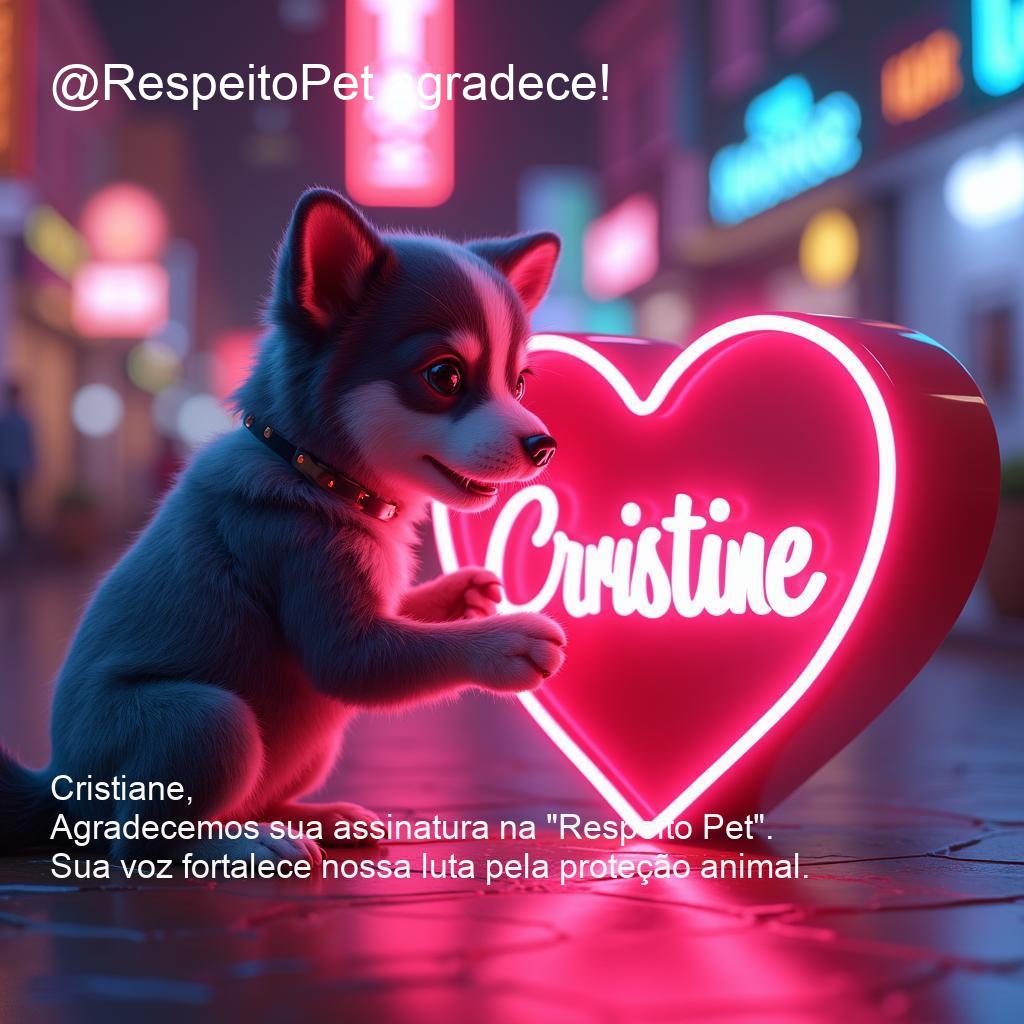 @RespeitoPet agradece!
Crristine
Cristiane,
Agradecemos sua assinatura na "Respeito Pet".
Sua voz fortalece nossa luta pela proteção animal.